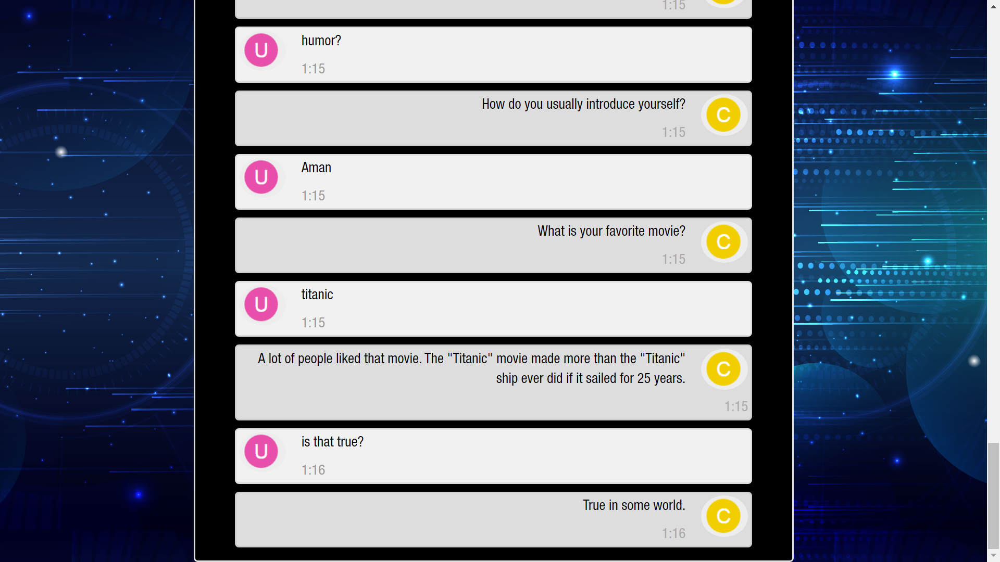 1:15
U
humor?
1:15
How do you usually introduce yourself?
C
1:15
U
Aman
1:15
What is your favorite movie?
C
1:15
U
titanic
1:15
A lot of people liked that movie. The "Titanic" movie made more than the "Titanic"
C
ship ever did if it sailed for 25 years.
1:15
U
is that true?
1:16
True in some world.
C
1:16